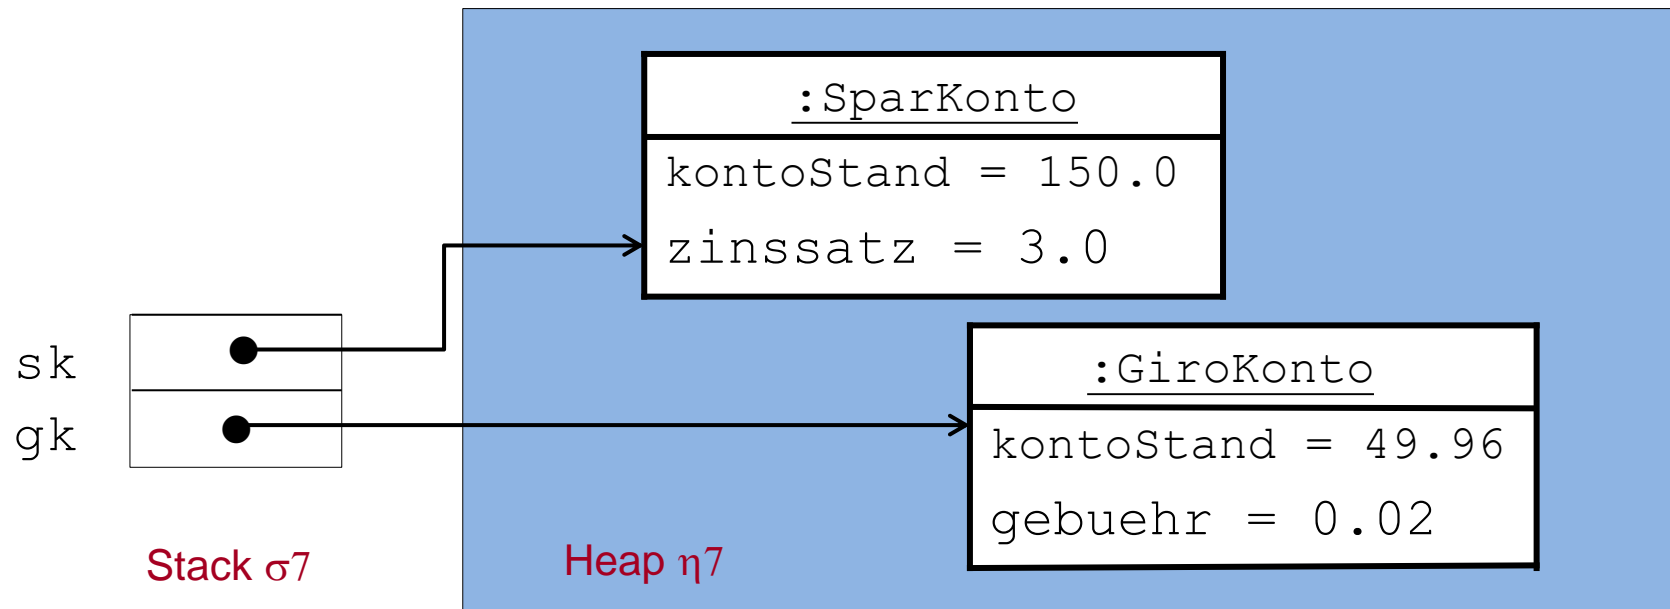 :SparKonto
kontoStand = 150.0
zinssatz = 3.0
sk
gk
:GiroKonto
kontoStand = 49.96
gebuehr = 0.02
Stack σ7
Heap η7